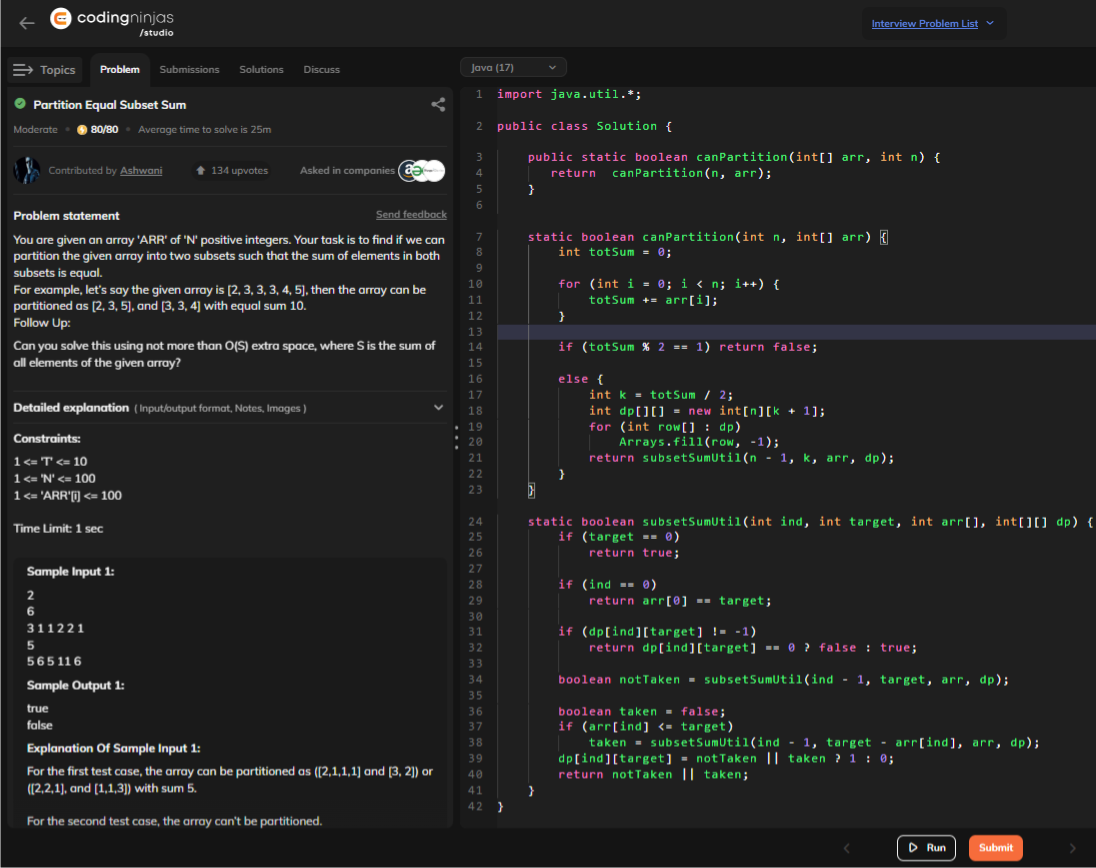 codingninjas
/studio
Interview Problem List
Topics
Problem
Submissions
Solutions
Discuss
Partition Equal Subset Sum
Moderate • 80/80 • Average time to solve is 25m
Contributed by Ashwani
134 upvotes
Asked in companies
Problem statement
Send feedback
You are given an array 'ARR' of 'N' positive integers. Your task is to find if we can
partition the given array into two subsets such that the sum of elements in both
subsets is equal.
For example, let's say the given array is [2, 3, 3, 3, 4, 5], then the array can be
partitioned as [2, 3, 5], and [3, 3, 4] with equal sum 10.
Follow Up:
Can you solve this using not more than O(S) extra space, where S is the sum of
all elements of the given array?
Detailed explanation ( Input/output format, Notes, Images )
Constraints:
1 <= 'T' <= 10
1 <= 'N' <= 100
1 <= 'ARR'[i] <= 100
Time Limit: 1 sec
Sample Input 1:
2
6
3 1 1 2 2 1
5
5 6 5 11 6
Sample Output 1:
true
false
Explanation Of Sample Input 1:
For the first test case, the array can be partitioned as ([2,1,1,1] and [3, 2]) or
([2,2,1], and [1,1,3]) with sum 5.
For the second test case, the array can't be partitioned.
Java (17)
1 import java.util.*;
2 public class Solution {
3 public static boolean canPartition(int[] arr, int n) {
4 return  canPartition(n, arr);
5 }
6
7 static boolean canPartition(int n, int[] arr) {
8 int totSum = 0;
9
10 for (int i = 0; i < n; i++) {
11 totSum += arr[i];
12 }
13
14 if (totSum % 2 == 1) return false;
15
16 else {
17 int k = totSum / 2;
18 int dp[][] = new int[n][k + 1];
19 for (int row[] : dp)
20 Arrays.fill(row, -1);
21 return subsetSumUtil(n - 1, k, arr, dp);
22 }
23 }
24 static boolean subsetSumUtil(int ind, int target, int arr[], int[][] dp) {
25 if (target == 0)
26 return true;
27
28 if (ind == 0)
29 return arr[0] == target;
30
31 if (dp[ind][target] != -1)
32 return dp[ind][target] == 0 ? false : true;
33
34 boolean notTaken = subsetSumUtil(ind - 1, target, arr, dp);
35
36 boolean taken = false;
37 if (arr[ind] <= target)
38 taken = subsetSumUtil(ind - 1, target - arr[ind], arr, dp);
39 dp[ind][target] = notTaken || taken ? 1 : 0;
40 return notTaken || taken;
41 }
42 }
Run
Submit